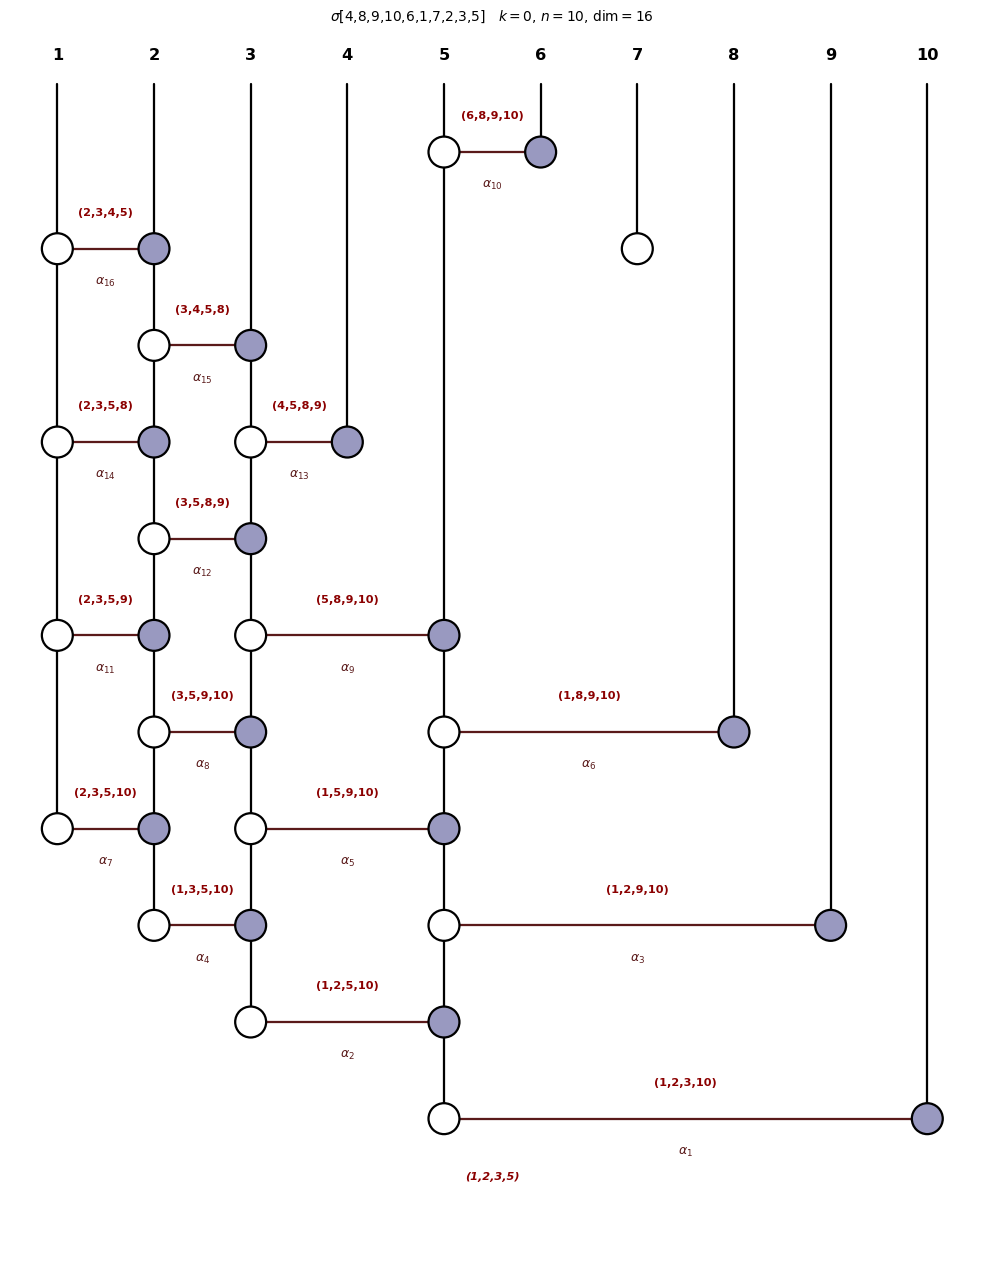 σ[4,8,9,10,6,1,7,2,3,5]   k=0, n=10, dim=16
1 2 3 4 5 6 7 8 9 10
(6,8,9,10)
α₁₀
(2,3,4,5)
α₁₆
(3,4,5,8)
α₁₅
(2,3,5,8) (4,5,8,9)
α₁₄ α₁₃
(3,5,8,9)
α₁₂
(2,3,5,9) (5,8,9,10)
α₁₁ α₉
(3,5,9,10) (1,8,9,10)
α₈ α₆
(2,3,5,10) (1,5,9,10)
α₇ α₅
(1,3,5,10) (1,2,9,10)
α₄ α₃
(1,2,5,10)
α₂
(1,2,3,10)
α₁
(1,2,3,5)